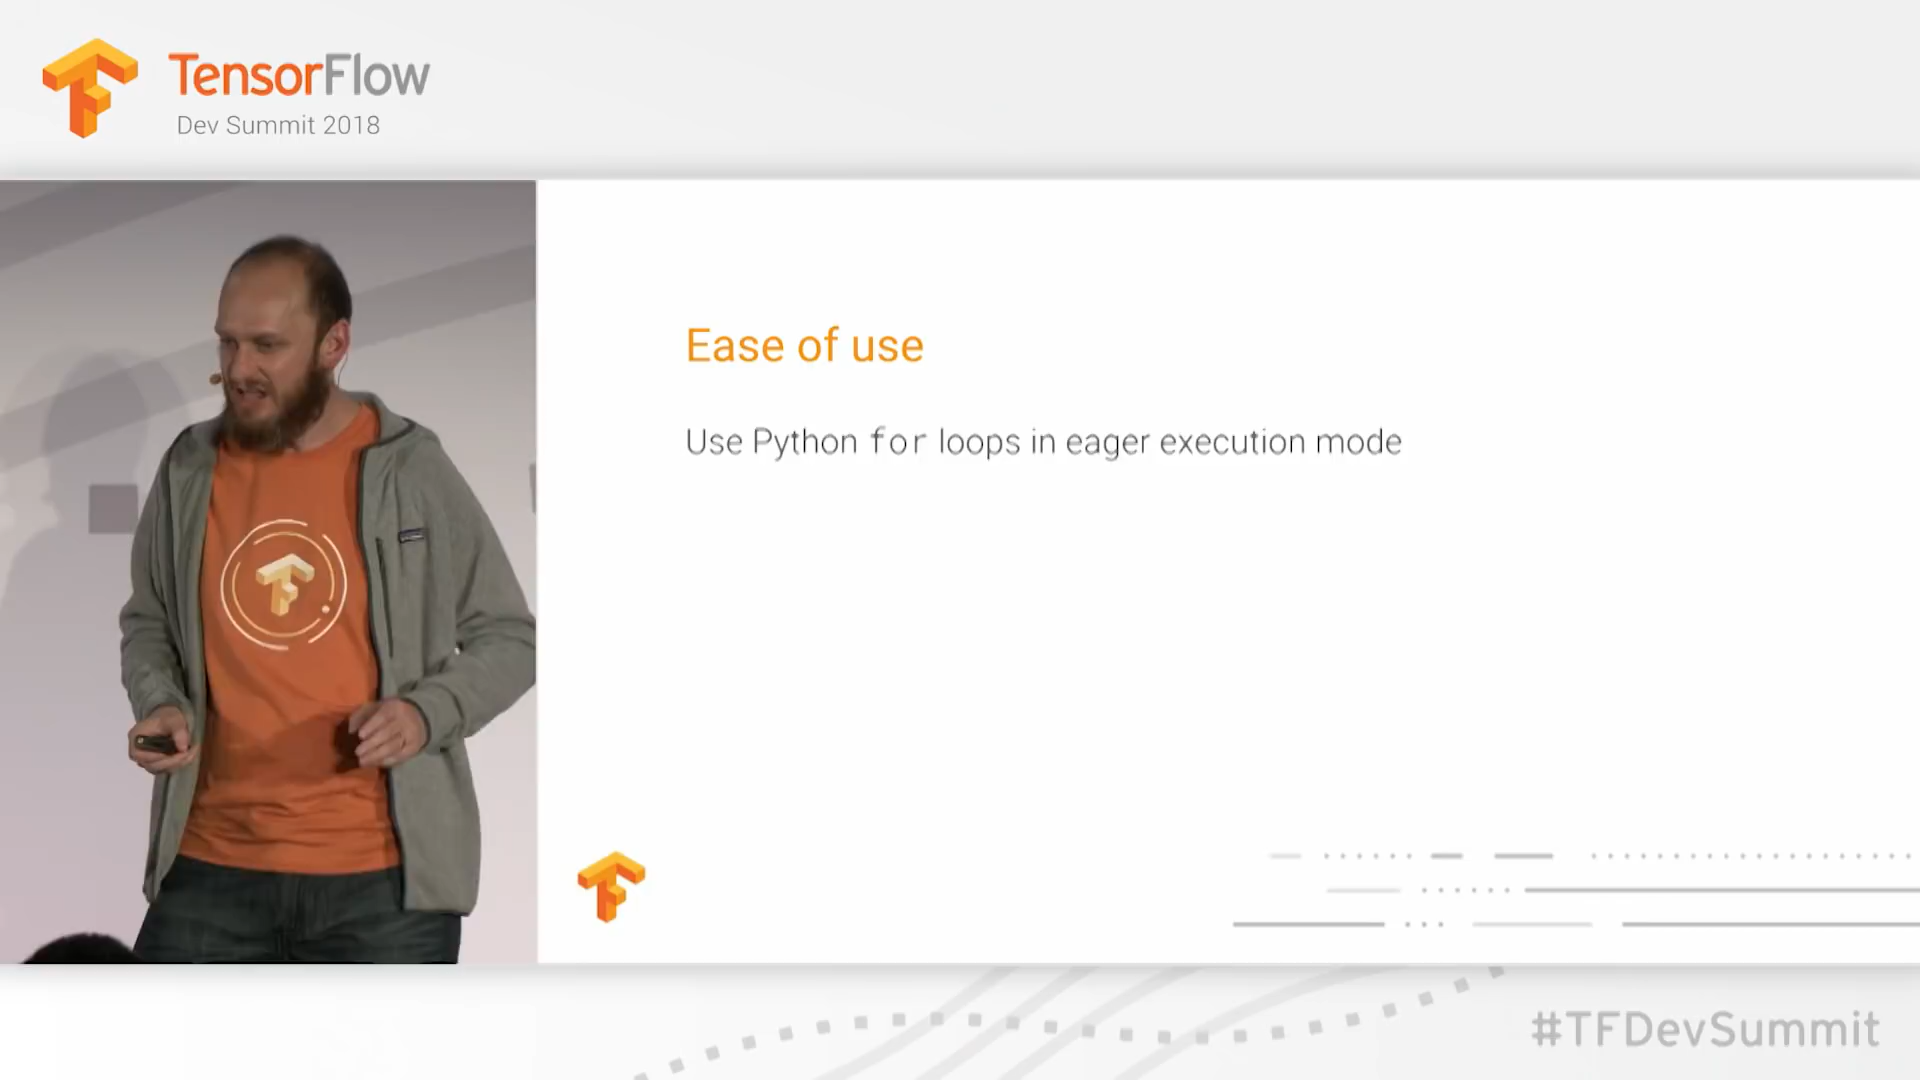 TensorFlow
Dev Summit 2018
Ease of use
Use Python for loops in eager execution mode
#TFDevSummit